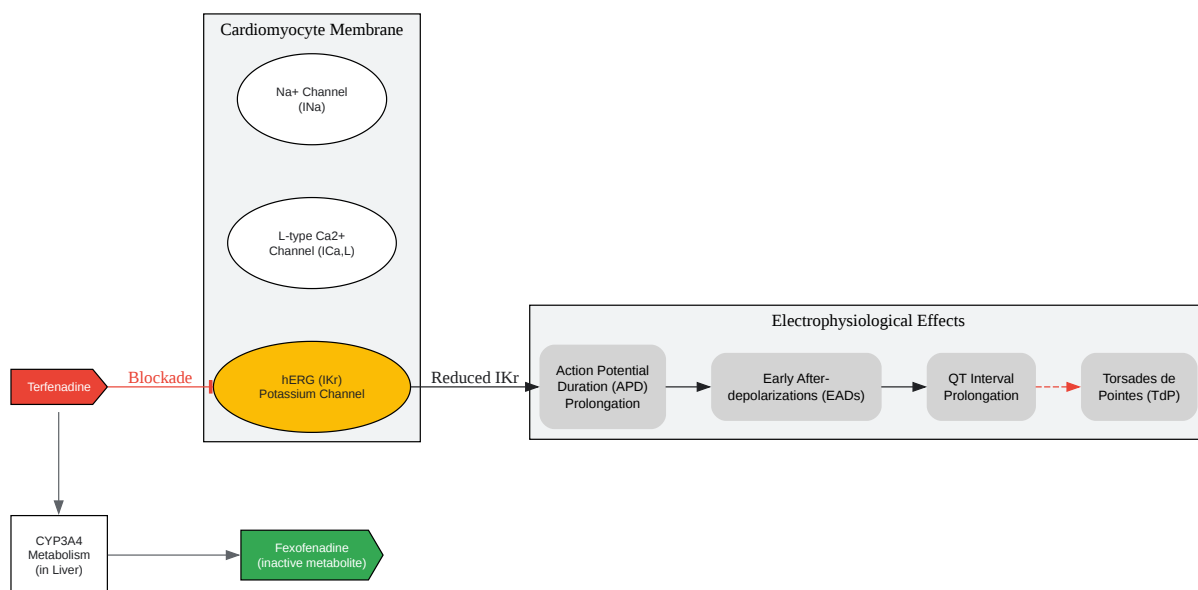 Cardiomyocyte Membrane
Na+ Channel
(INa)
L-type Ca2+
Channel (ICa,L)
Electrophysiological Effects
Terfenadine
Blockade
hERG (IKr)
Potassium Channel
Reduced IKr
Action Potential
Duration (APD)
Prolongation
Early After-
depolarizations (EADs)
QT Interval
Prolongation
Torsades de
Pointes (TdP)
CYP3A4
Metabolism
(in Liver)
Fexofenadine
(inactive metabolite)